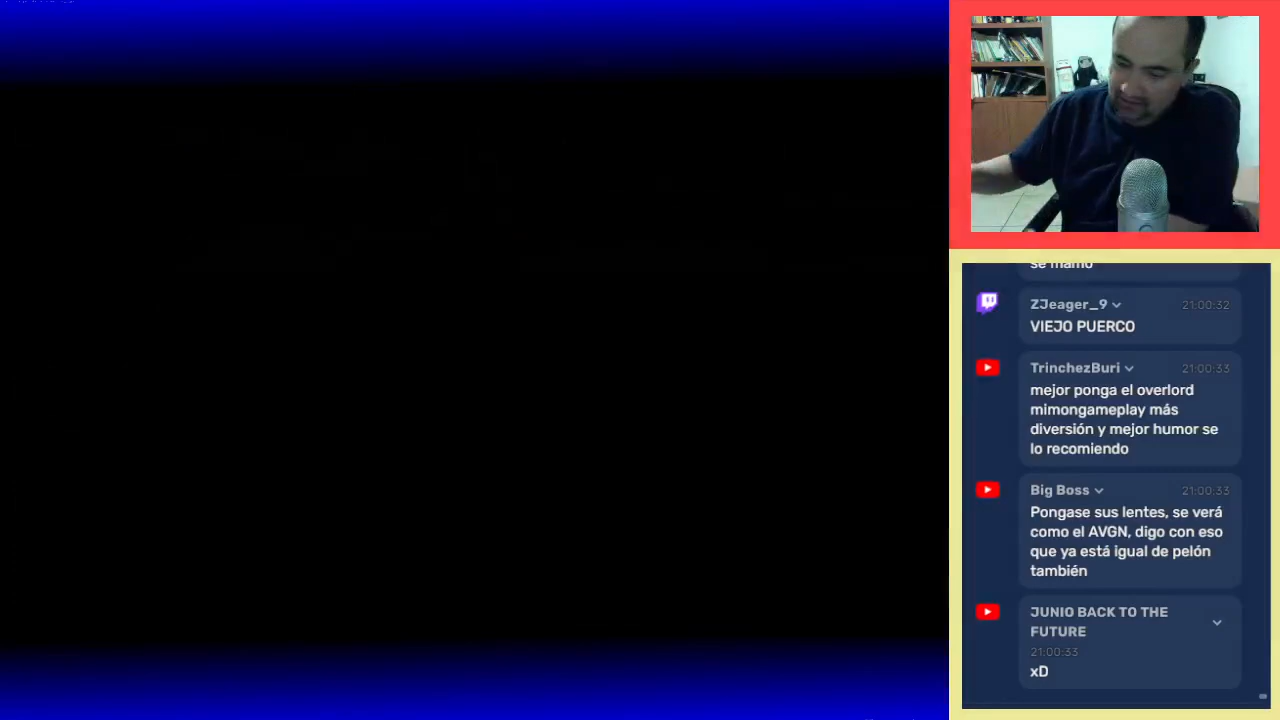 se mamó
ZJeager_9 21:00:32
VIEJO PUERCO
TrinchezBuri 21:00:33
mejor ponga el overlord
mimongameplay más
diversión y mejor humor se
lo recomiendo
Big Boss 21:00:33
Pongase sus lentes, se verá
como el AVGN, digo con eso
que ya está igual de pelón
también
JUNIO BACK TO THE
FUTURE
21:00:33
xD